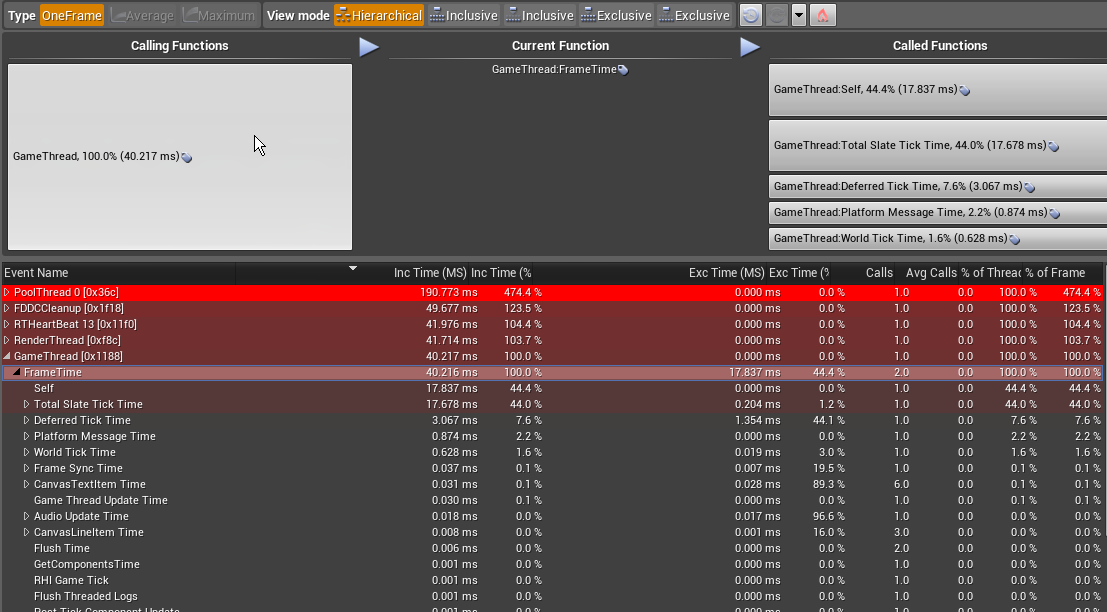 Type OneFrame Average Maximum View mode Hierarchical Inclusive Inclusive Exclusive Exclusive
Calling Functions Current Function Called Functions
GameThread:FrameTime
GameThread, 100.0% (40.217 ms)
GameThread:Self, 44.4% (17.837 ms)
GameThread:Total Slate Tick Time, 44.0% (17.678 ms)
GameThread:Deferred Tick Time, 7.6% (3.067 ms)
GameThread:Platform Message Time, 2.2% (0.874 ms)
GameThread:World Tick Time, 1.6% (0.628 ms)
Event Name Inc Time (MS) Inc Time (% Exc Time (MS) Exc Time (% Calls Avg Calls % of Threac % of Frame
PoolThread 0 [0x36c] 190.773 ms 474.4 % 0.000 ms 0.0 % 1.0 0.0 100.0 % 474.4 %
FDDCCleanup [0x1f18] 49.677 ms 123.5 % 0.000 ms 0.0 % 1.0 0.0 100.0 % 123.5 %
RTHeartBeat 13 [0x11f0] 41.976 ms 104.4 % 0.000 ms 0.0 % 1.0 0.0 100.0 % 104.4 %
RenderThread [0xf8c] 41.714 ms 103.7 % 0.000 ms 0.0 % 1.0 0.0 100.0 % 103.7 %
GameThread [0x1188] 40.217 ms 100.0 % 0.000 ms 0.0 % 1.0 0.0 100.0 % 100.0 %
FrameTime 40.216 ms 100.0 % 17.837 ms 44.4 % 2.0 0.0 100.0 % 100.0 %
Self 17.837 ms 44.4 % 0.000 ms 0.0 % 1.0 0.0 44.4 % 44.4 %
Total Slate Tick Time 17.678 ms 44.0 % 0.204 ms 1.2 % 1.0 0.0 44.0 % 44.0 %
Deferred Tick Time 3.067 ms 7.6 % 1.354 ms 44.1 % 1.0 0.0 7.6 % 7.6 %
Platform Message Time 0.874 ms 2.2 % 0.000 ms 0.0 % 1.0 0.0 2.2 % 2.2 %
World Tick Time 0.628 ms 1.6 % 0.019 ms 3.0 % 1.0 0.0 1.6 % 1.6 %
Frame Sync Time 0.037 ms 0.1 % 0.007 ms 19.5 % 1.0 0.0 0.1 % 0.1 %
CanvasTextItem Time 0.031 ms 0.1 % 0.028 ms 89.3 % 6.0 0.0 0.1 % 0.1 %
Game Thread Update Time 0.030 ms 0.1 % 0.000 ms 0.0 % 1.0 0.0 0.1 % 0.1 %
Audio Update Time 0.018 ms 0.0 % 0.017 ms 96.6 % 1.0 0.0 0.0 % 0.0 %
CanvasLineItem Time 0.008 ms 0.0 % 0.001 ms 16.0 % 3.0 0.0 0.0 % 0.0 %
Flush Time 0.006 ms 0.0 % 0.000 ms 0.0 % 2.0 0.0 0.0 % 0.0 %
GetComponentsTime 0.001 ms 0.0 % 0.000 ms 0.0 % 1.0 0.0 0.0 % 0.0 %
RHI Game Tick 0.001 ms 0.0 % 0.000 ms 0.0 % 1.0 0.0 0.0 % 0.0 %
Flush Threaded Logs 0.001 ms 0.0 % 0.000 ms 0.0 % 1.0 0.0 0.0 % 0.0 %
Post Tick Component Update 0.001 ms 0.0 % 0.000 ms 0.0 % 1.0 0.0 0.0 % 0.0 %